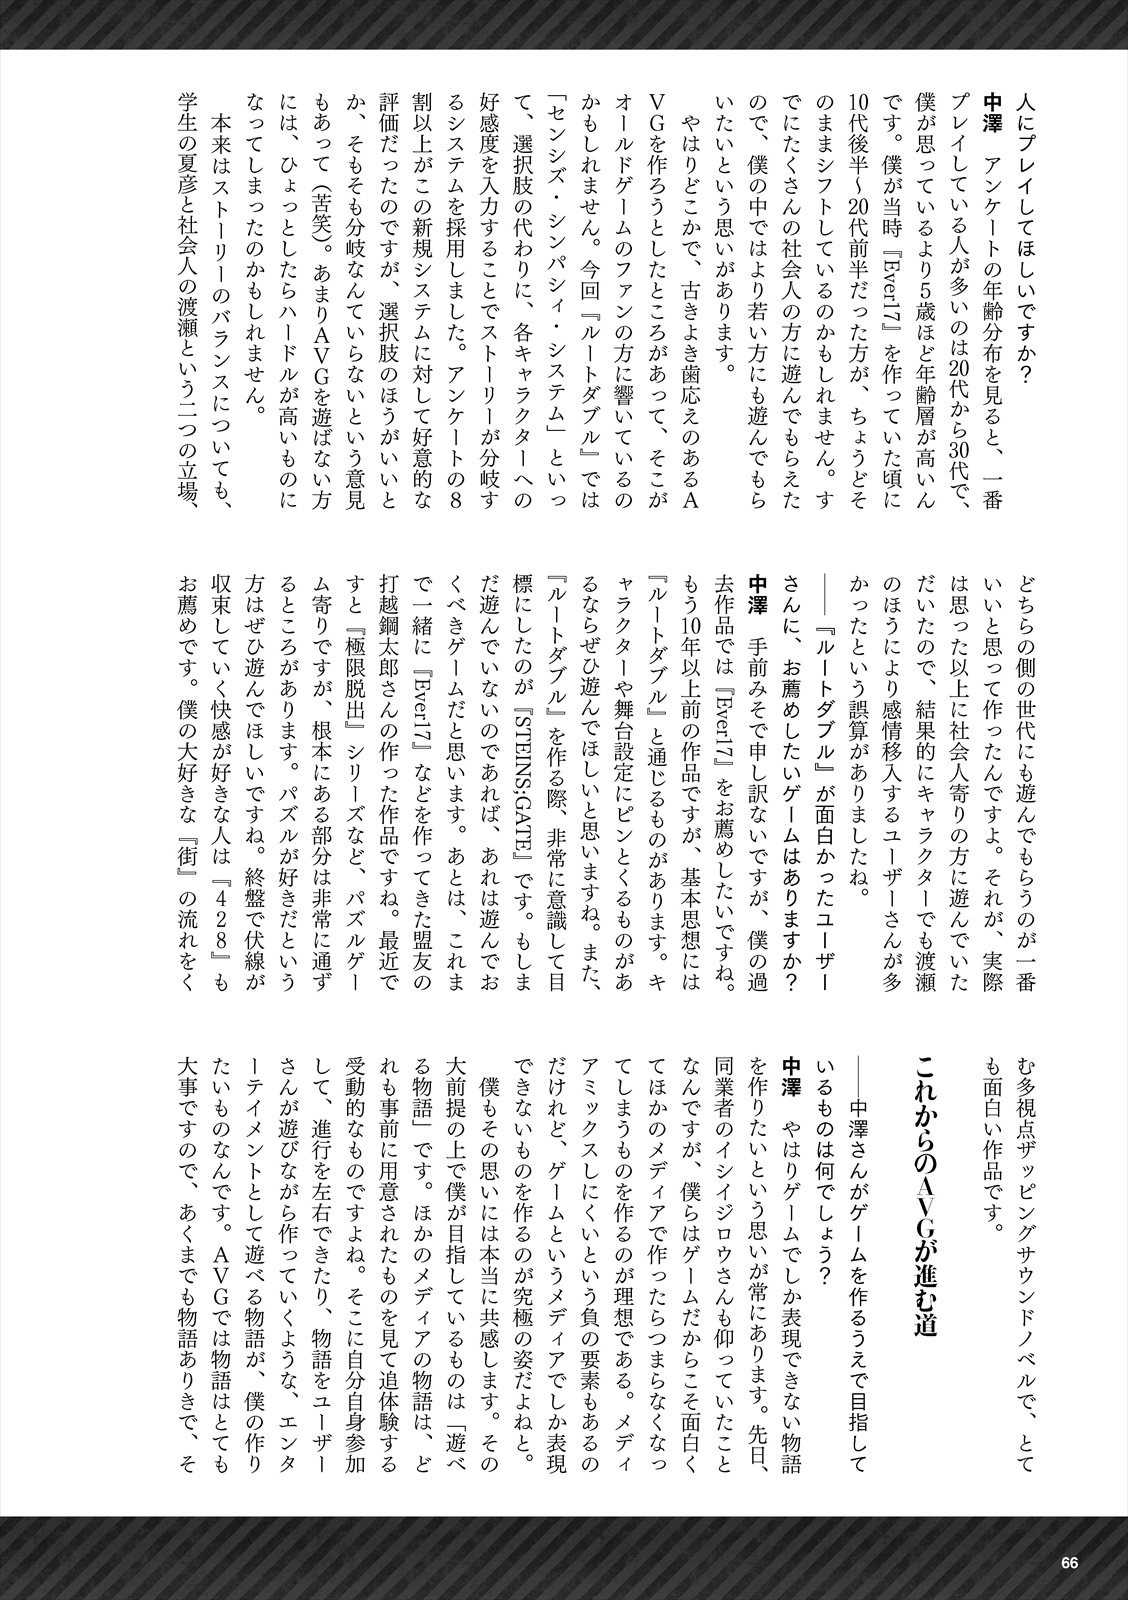 人にプレイしてほしいですか?
中澤　アンケートの年齢分布を見ると、一番
プレイしている人が多いのは20代から30代で、
僕が思っているより5歳ほど年齢層が高いん
です。僕が当時『Ever17』を作っていた頃に
10代後半〜20代前半だった方が、ちょうどそ
のままシフトしているのかもしれません。す
でにたくさんの社会人の方に遊んでもらえた
ので、僕の中ではより若い方にも遊んでもら
いたいという思いがあります。
　やはりどこかで、古きよき歯応えのあるA
VGを作ろうとしたところがあって、そこが
オールドゲームのファンの方に響いているの
かもしれません。今回『ルートダブル』では
「センシズ・シンパシィ・システム」といっ
て、選択肢の代わりに、各キャラクターへの
好感度を入力することでストーリーが分岐す
るシステムを採用しました。アンケートの8
割以上がこの新規システムに対して好意的な
評価だったのですが、選択肢のほうがいいと
か、そもそも分岐なんていらないという意見
もあって(苦笑)。あまりAVGを遊ばない方
には、ひょっとしたらハードルが高いものに
なってしまったのかもしれません。
　本来はストーリーのバランスについても、
学生の夏彦と社会人の渡瀬という二つの立場、
どちらの側の世代にも遊んでもらうのが一番
いいと思って作ったんですよ。それが、実際
は思った以上に社会人寄りの方に遊んでいた
だいたので、結果的にキャラクターでも渡瀬
のほうにより感情移入するユーザーさんが多
かったという誤算がありましたね。
――『ルートダブル』が面白かったユーザー
さんに、お薦めしたいゲームはありますか?
中澤　手前みそで申し訳ないですが、僕の過
去作品では『Ever17』をお薦めしたいですね。
もう10年以上前の作品ですが、基本思想には
『ルートダブル』と通じるものがあります。キ
ャラクターや舞台設定にピンとくるものがあ
るならぜひ遊んでほしいと思いますね。また、
『ルートダブル』を作る際、非常に意識して目
標にしたのが『STEINS;GATE』です。もしま
だ遊んでいないのであれば、あれは遊んでお
くべきゲームだと思います。あとは、これま
で一緒に『Ever17』などを作ってきた盟友の
打越鋼太郎さんの作った作品ですね。最近で
すと『極限脱出』シリーズなど、パズルゲー
ム寄りですが、根本にある部分は非常に通ず
るところがあります。パズルが好きだという
方はぜひ遊んでほしいですね。終盤で伏線が
収束していく快感が好きな人は『428』も
お薦めです。僕の大好きな『街』の流れをく
む多視点ザッピングサウンドノベルで、とて
も面白い作品です。
これからのAVGが進む道
――中澤さんがゲームを作るうえで目指して
いるものは何でしょう?
中澤　やはりゲームでしか表現できない物語
を作りたいという思いが常にあります。先日、
同業者のイシイジロウさんも仰っていたこと
なんですが、僕らはゲームだからこそ面白く
てほかのメディアで作ったらつまらなくなっ
てしまうものを作るのが理想である。メディ
アミックスしにくいという負の要素もあるの
だけれど、ゲームというメディアでしか表現
できないものを作るのが究極の姿だよねと。
　僕もその思いには本当に共感します。その
大前提の上で僕が目指しているものは「遊べ
る物語」です。ほかのメディアの物語は、ど
れも事前に用意されたものを見て追体験する
受動的なものですよね。そこに自分自身参加
して、進行を左右できたり、物語をユーザー
さんが遊びながら作っていくような、エンタ
ーテイメントとして遊べる物語が、僕の作り
たいものなんです。AVGでは物語はとても
大事ですので、あくまでも物語ありきで、そ
66